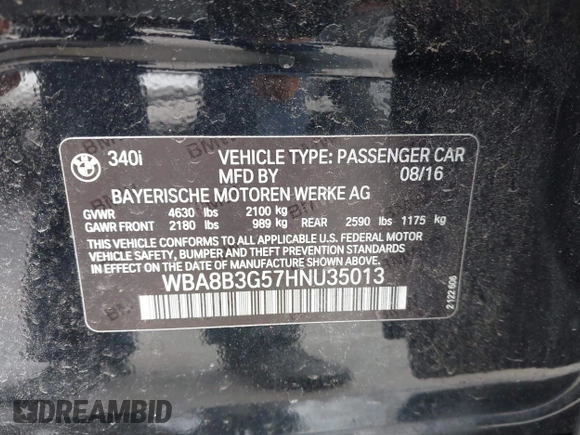 BMW 340i VEHICLE TYPE: PASSENGER CAR
MFD BY 08/16
BAYERISCHE MOTOREN WERKE AG
GVWR 4630 lbs 2100 kg
GAWR FRONT 2180 lbs 989 kg REAR 2590 lbs 1175 kg
THIS VEHICLE CONFORMS TO ALL APPLICABLE U.S. FEDERAL MOTOR
VEHICLE SAFETY, BUMPER AND THEFT PREVENTION STANDARDS IN
EFFECT ON THE DATE OF MANUFACTURE SHOWN ABOVE.
WBA8B3G57HNU35013
2 122 606
DREAMBID